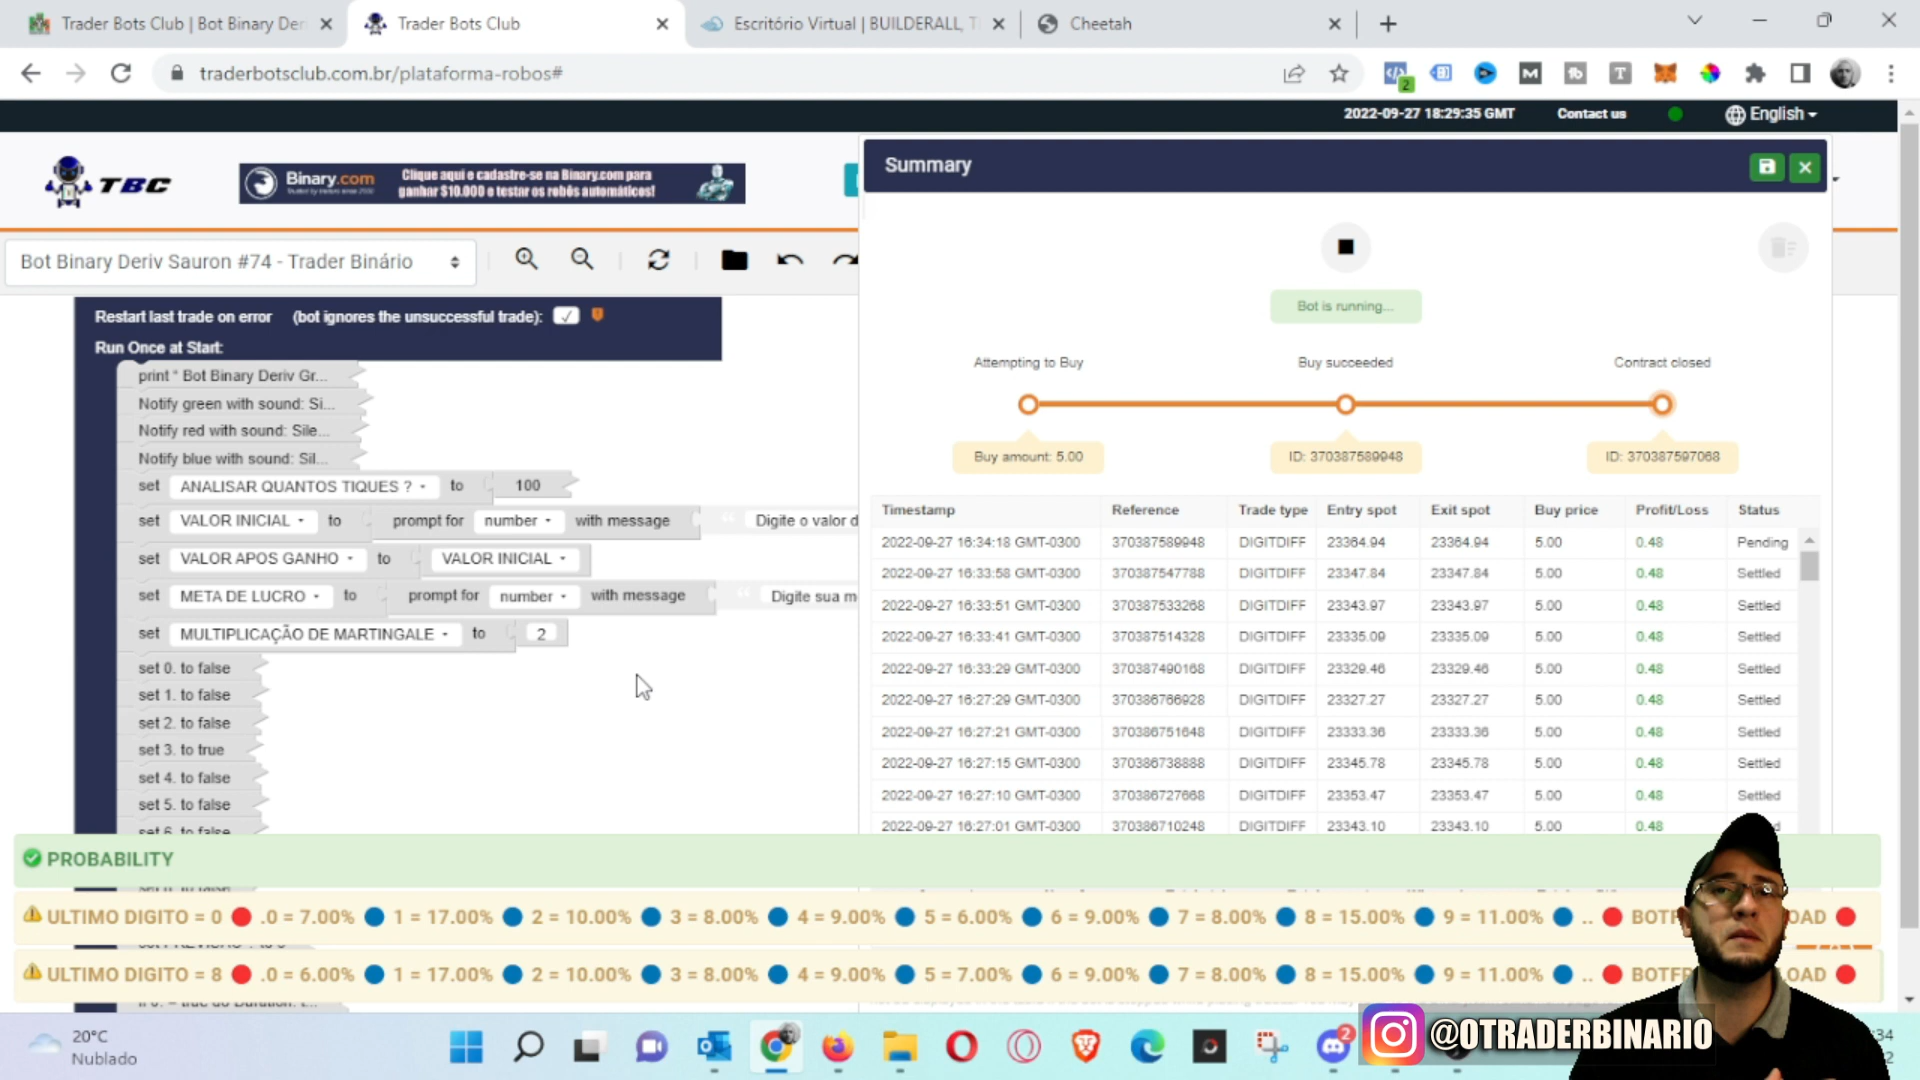 Trader Bots Club | Bot Binary Der
Trader Bots Club
Escritório Virtual | BUILDERALL, T
Cheetah
traderbotsclub.com.br/plataforma-robos#
2
2022-09-27 18:29:35 GMT
Contact us
English
TBC
Binary.com
Clique aqui e cadastre-se na Binary.com para
ganhar $10.000 e testar os robôs automáticos!
Summary
Bot Binary Deriv Sauron #74 - Trader Binário
Bot is running...
Restart last trade on error (bot ignores the unsuccessful trade):
Run Once at Start:
print " Bot Binary Deriv Gr...
Notify green with sound: Si...
Notify red with sound: Sile...
Notify blue with sound: Sil...
set ANALISAR QUANTOS TIQUES ? to 100
set VALOR INICIAL to prompt for number with message Digite o valor d
set VALOR APOS GANHO to VALOR INICIAL
set META DE LUCRO to prompt for number with message Digite sua m
set MULTIPLICAÇÃO DE MARTINGALE to 2
set 0. to false
set 1. to false
set 2. to false
set 3. to true
set 4. to false
set 5. to false
set 6. to false
Attempting to Buy Buy succeeded Contract closed
Buy amount: 5.00 ID: 370387589948 ID: 370387597068
Timestamp Reference Trade type Entry spot Exit spot Buy price Profit/Loss Status
2022-09-27 16:34:18 GMT-0300 370387589948 DIGITDIFF 23364.94 23364.94 5.00 0.48 Pending
2022-09-27 16:33:58 GMT-0300 370387547788 DIGITDIFF 23347.84 23347.84 5.00 0.48 Settled
2022-09-27 16:33:51 GMT-0300 370387533268 DIGITDIFF 23343.97 23343.97 5.00 0.48 Settled
2022-09-27 16:33:41 GMT-0300 370387514328 DIGITDIFF 23335.09 23335.09 5.00 0.48 Settled
2022-09-27 16:33:29 GMT-0300 370387490168 DIGITDIFF 23329.46 23329.46 5.00 0.48 Settled
2022-09-27 16:27:29 GMT-0300 370386766928 DIGITDIFF 23327.27 23327.27 5.00 0.48 Settled
2022-09-27 16:27:21 GMT-0300 370386751648 DIGITDIFF 23333.36 23333.36 5.00 0.48 Settled
2022-09-27 16:27:15 GMT-0300 370386738888 DIGITDIFF 23345.78 23345.78 5.00 0.48 Settled
2022-09-27 16:27:10 GMT-0300 370386727668 DIGITDIFF 23353.47 23353.47 5.00 0.48 Settled
2022-09-27 16:27:01 GMT-0300 370386710248 DIGITDIFF 23343.10 23343.10 5.00 0.48
PROBABILITY
ULTIMO DIGITO = 0 .0 = 7.00% 1 = 17.00% 2 = 10.00% 3 = 8.00% 4 = 9.00% 5 = 6.00% 6 = 9.00% 7 = 8.00% 8 = 15.00% 9 = 11.00% .. BOTF OAD
ULTIMO DIGITO = 8 .0 = 6.00% 1 = 17.00% 2 = 10.00% 3 = 8.00% 4 = 9.00% 5 = 7.00% 6 = 9.00% 7 = 8.00% 8 = 15.00% 9 = 11.00% .. BOTF LOAD
20°C
Nublado
2
@OTRADERBINARIO
34